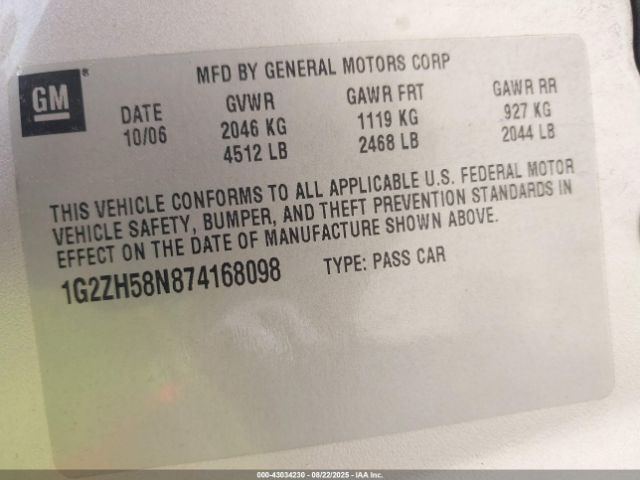 GM ®
MFD BY GENERAL MOTORS CORP
DATE GVWR GAWR FRT GAWR RR
10/06 2046 KG 1119 KG 927 KG
4512 LB 2468 LB 2044 LB
THIS VEHICLE CONFORMS TO ALL APPLICABLE U.S. FEDERAL MOTOR
VEHICLE SAFETY, BUMPER, AND THEFT PREVENTION STANDARDS IN
EFFECT ON THE DATE OF MANUFACTURE SHOWN ABOVE.
1G2ZH58N874168098 TYPE: PASS CAR
000-43034230 - 08/22/2025 - IAA Inc.